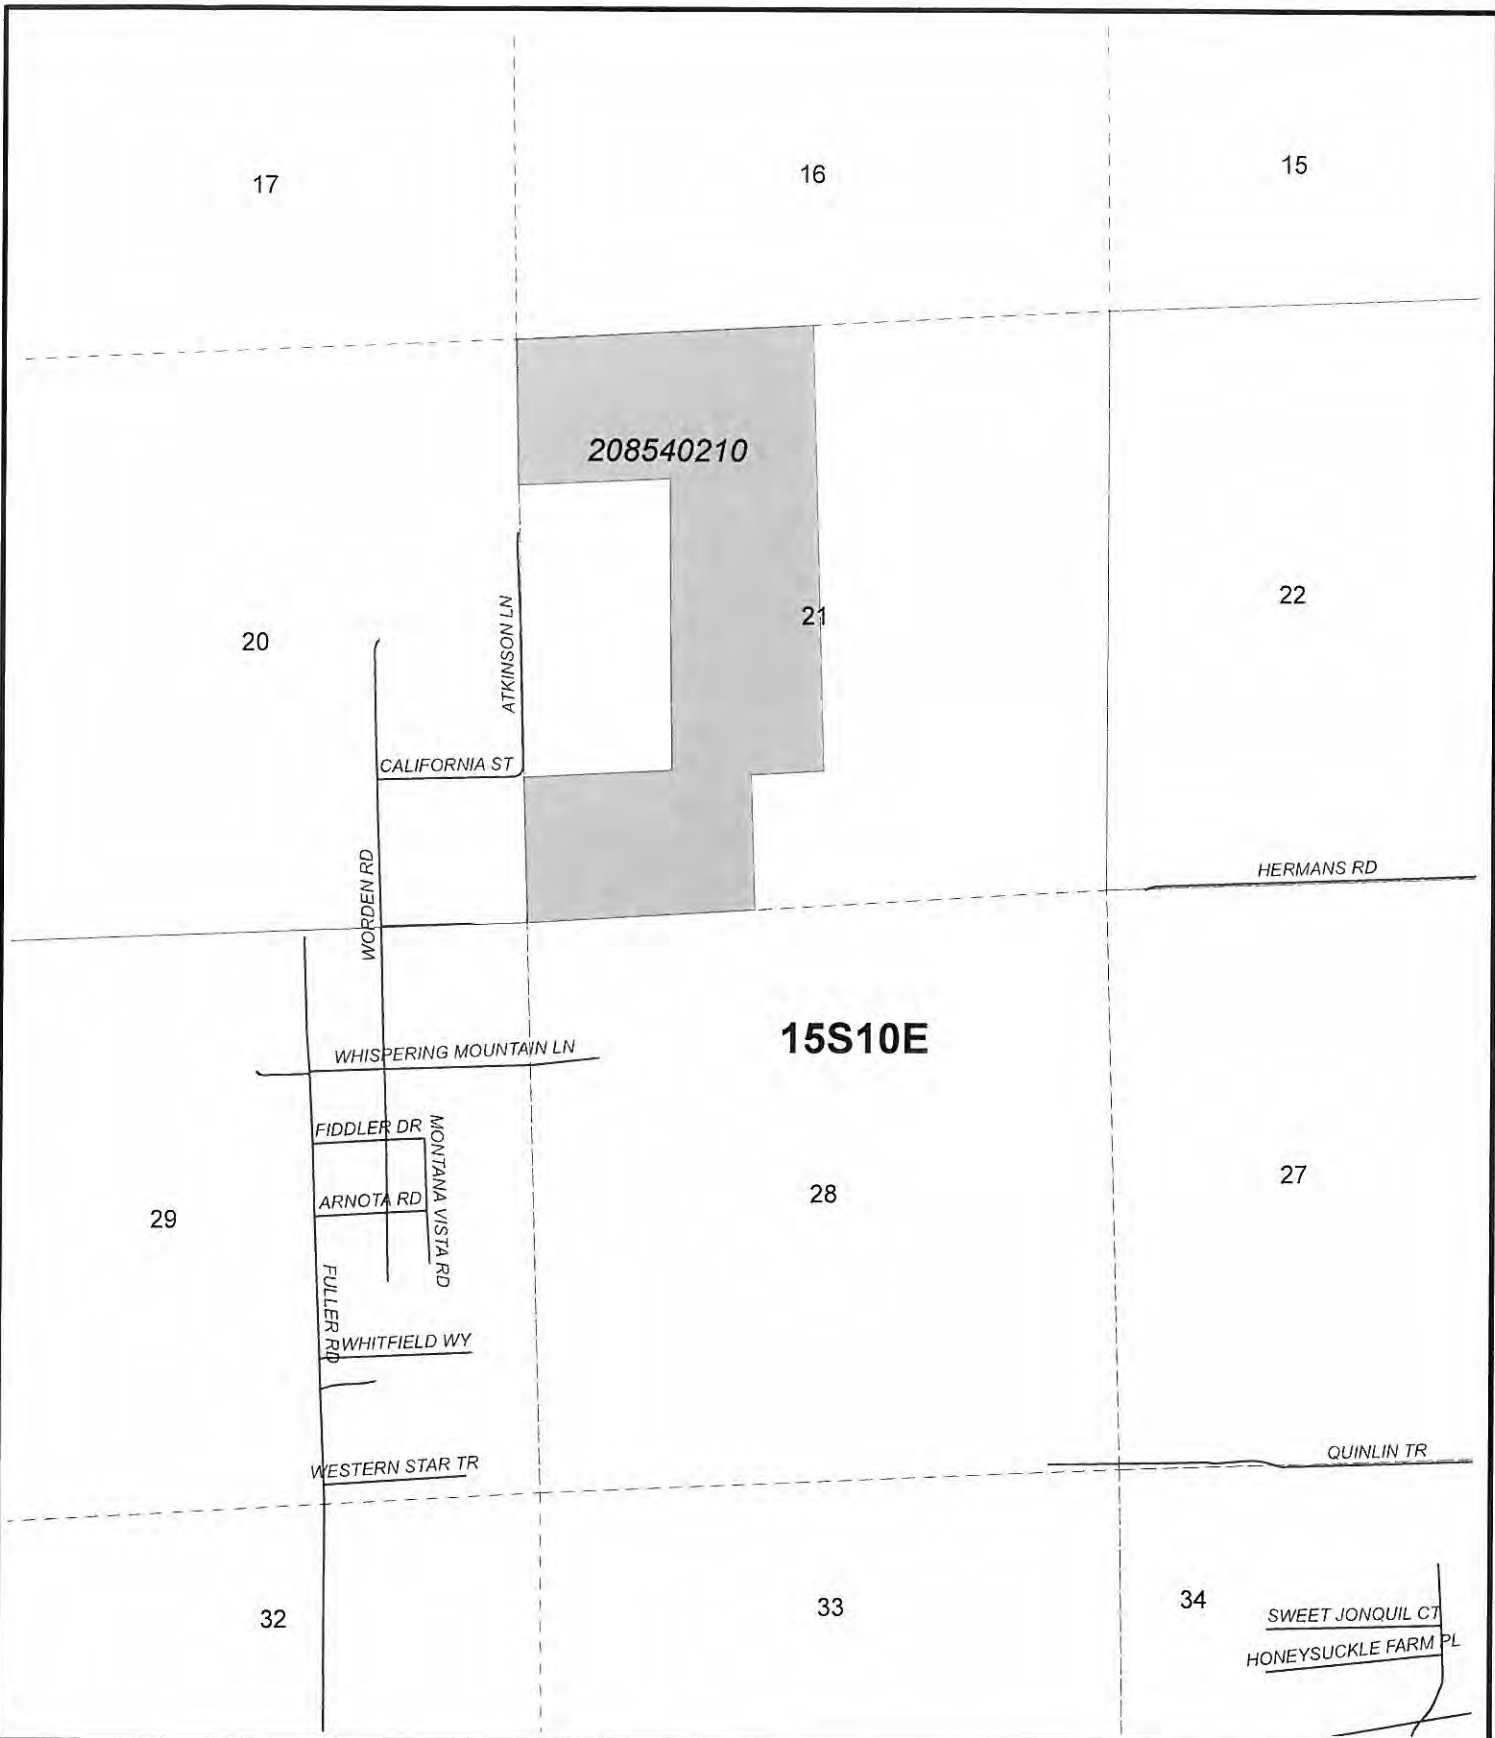 17
16
15
208540210
20
21
22
ATKINSON LN
CALIFORNIA ST
WORDEN RD
HERMANS RD
15S10E
WHISPERING MOUNTAIN LN
FIDDLER DR
MONTANA VISTA RD
ARNOTA RD
29
28
27
FULLER RD
WHITFIELD WY
WESTERN STAR TR
QUINLIN TR
32
33
34
SWEET JONQUIL CT
HONEYSUCKLE FARM PL